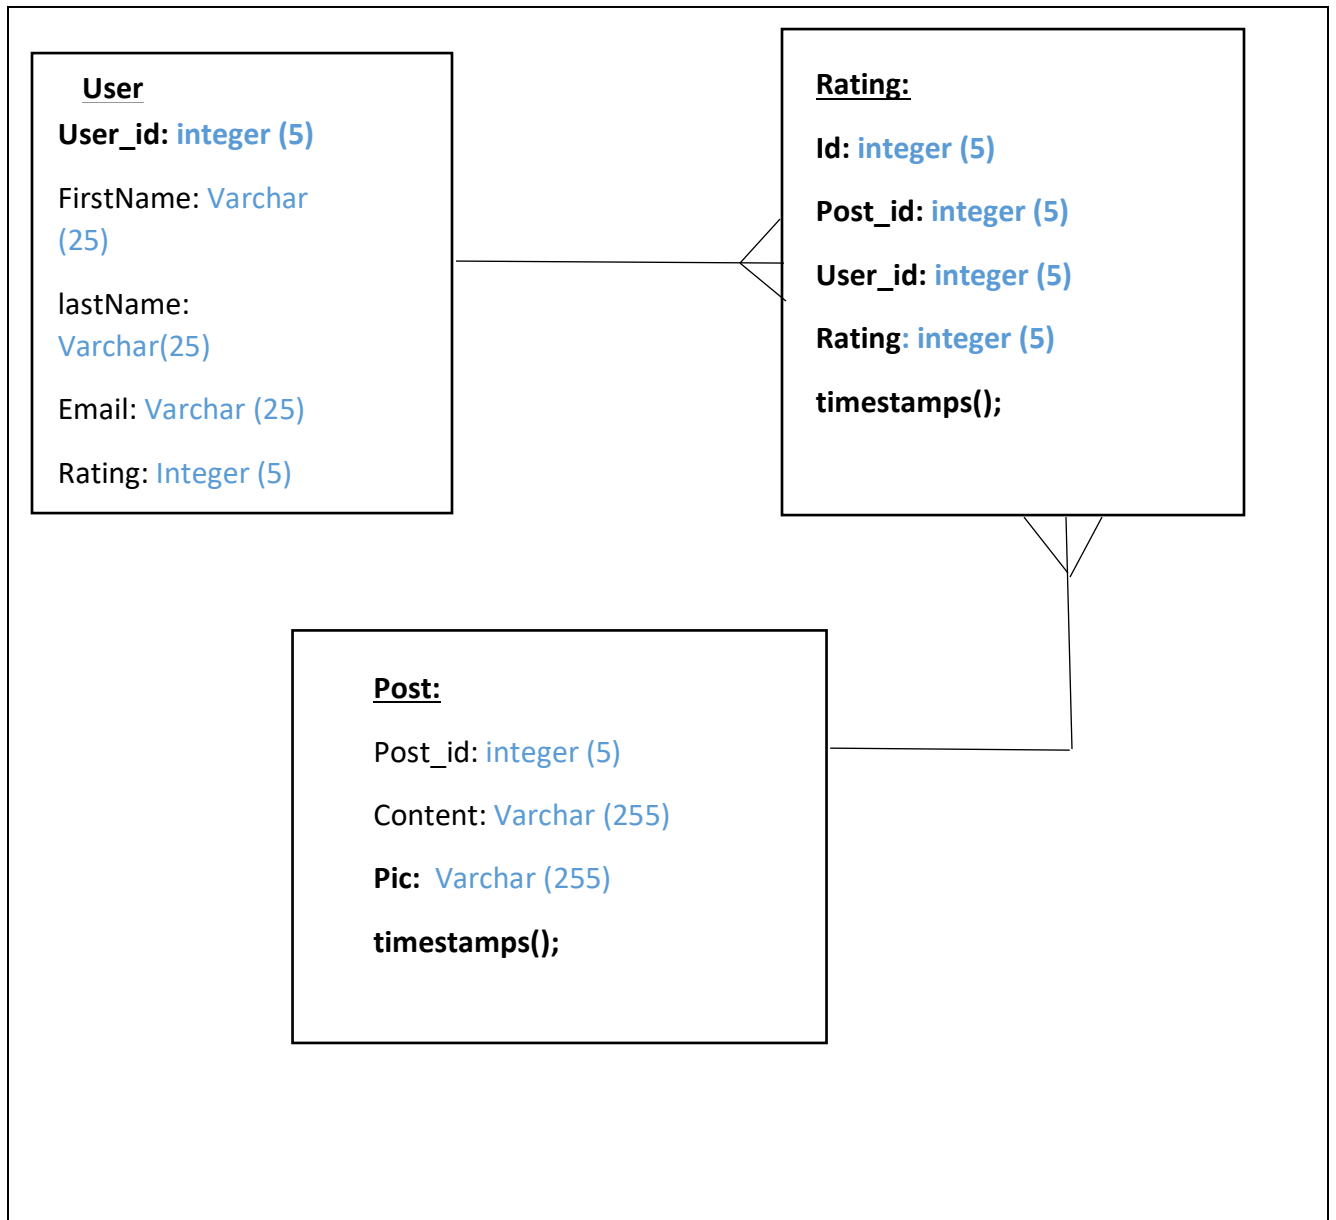 User
User_id: integer (5)
FirstName: Varchar
(25)
lastName:
Varchar(25)
Email: Varchar (25)
Rating: Integer (5)
Rating:
Id: integer (5)
Post_id: integer (5)
User_id: integer (5)
Rating: integer (5)
timestamps();
Post:
Post_id: integer (5)
Content: Varchar (255)
Pic: Varchar (255)
timestamps();